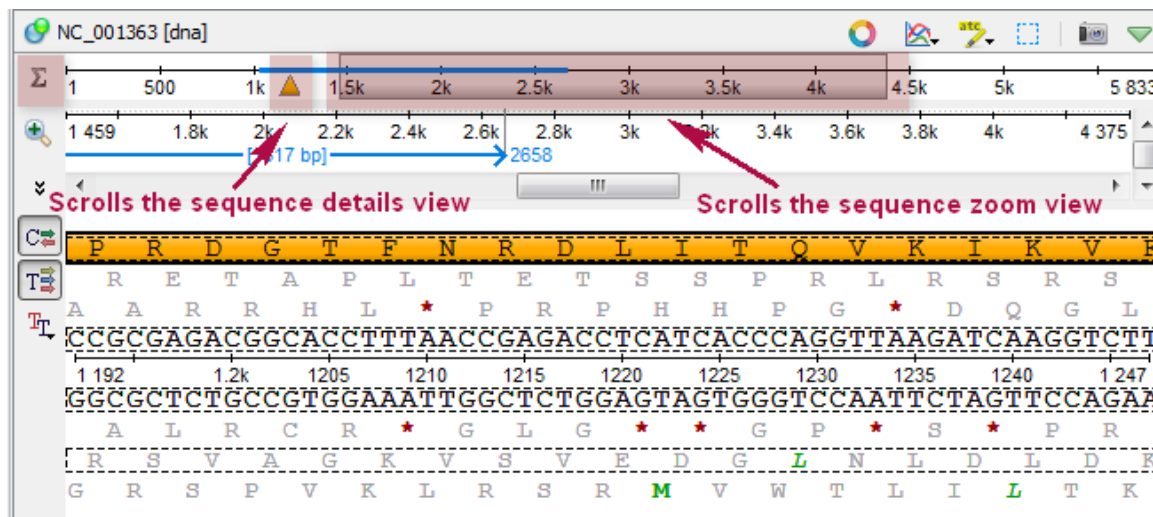 NC_001363 [dna]
atc
Σ
1 500 1k 1.5k 2k 2.5k 3k 3.5k 4k 4.5k 5k 5 833
1 459 1.8k 2k 2.2k 2.4k 2.6k 2.8k 3k 3.4k 3.6k 3.8k 4k 4 375
bp] 2658
Scrolls the sequence details view
Scrolls the sequence zoom view
C
P R D G T F N R D L I T Q V K I K V E
T
R E T A P L T E T S S P R L R S R S
A A R R H L * P R P H H P G * D Q G L
TT
CCGCGAGACGGCACCTTTAACCGAGACCTCATCACCCAGGTTAAGATCAAGGTCTT
1 192 1.2k 1205 1210 1215 1220 1225 1230 1235 1240 1 247
GGCGCTCTGCCGTGGAAATTGGCTCTGGAGTAGTGGGTCCAATTCTAGTTCCAGAA
A L R C R * G L G * * G P * S * P R
R S V A G K V S V E D G L N L D L D K
G R S P V K L R S R M V W T L I L T K